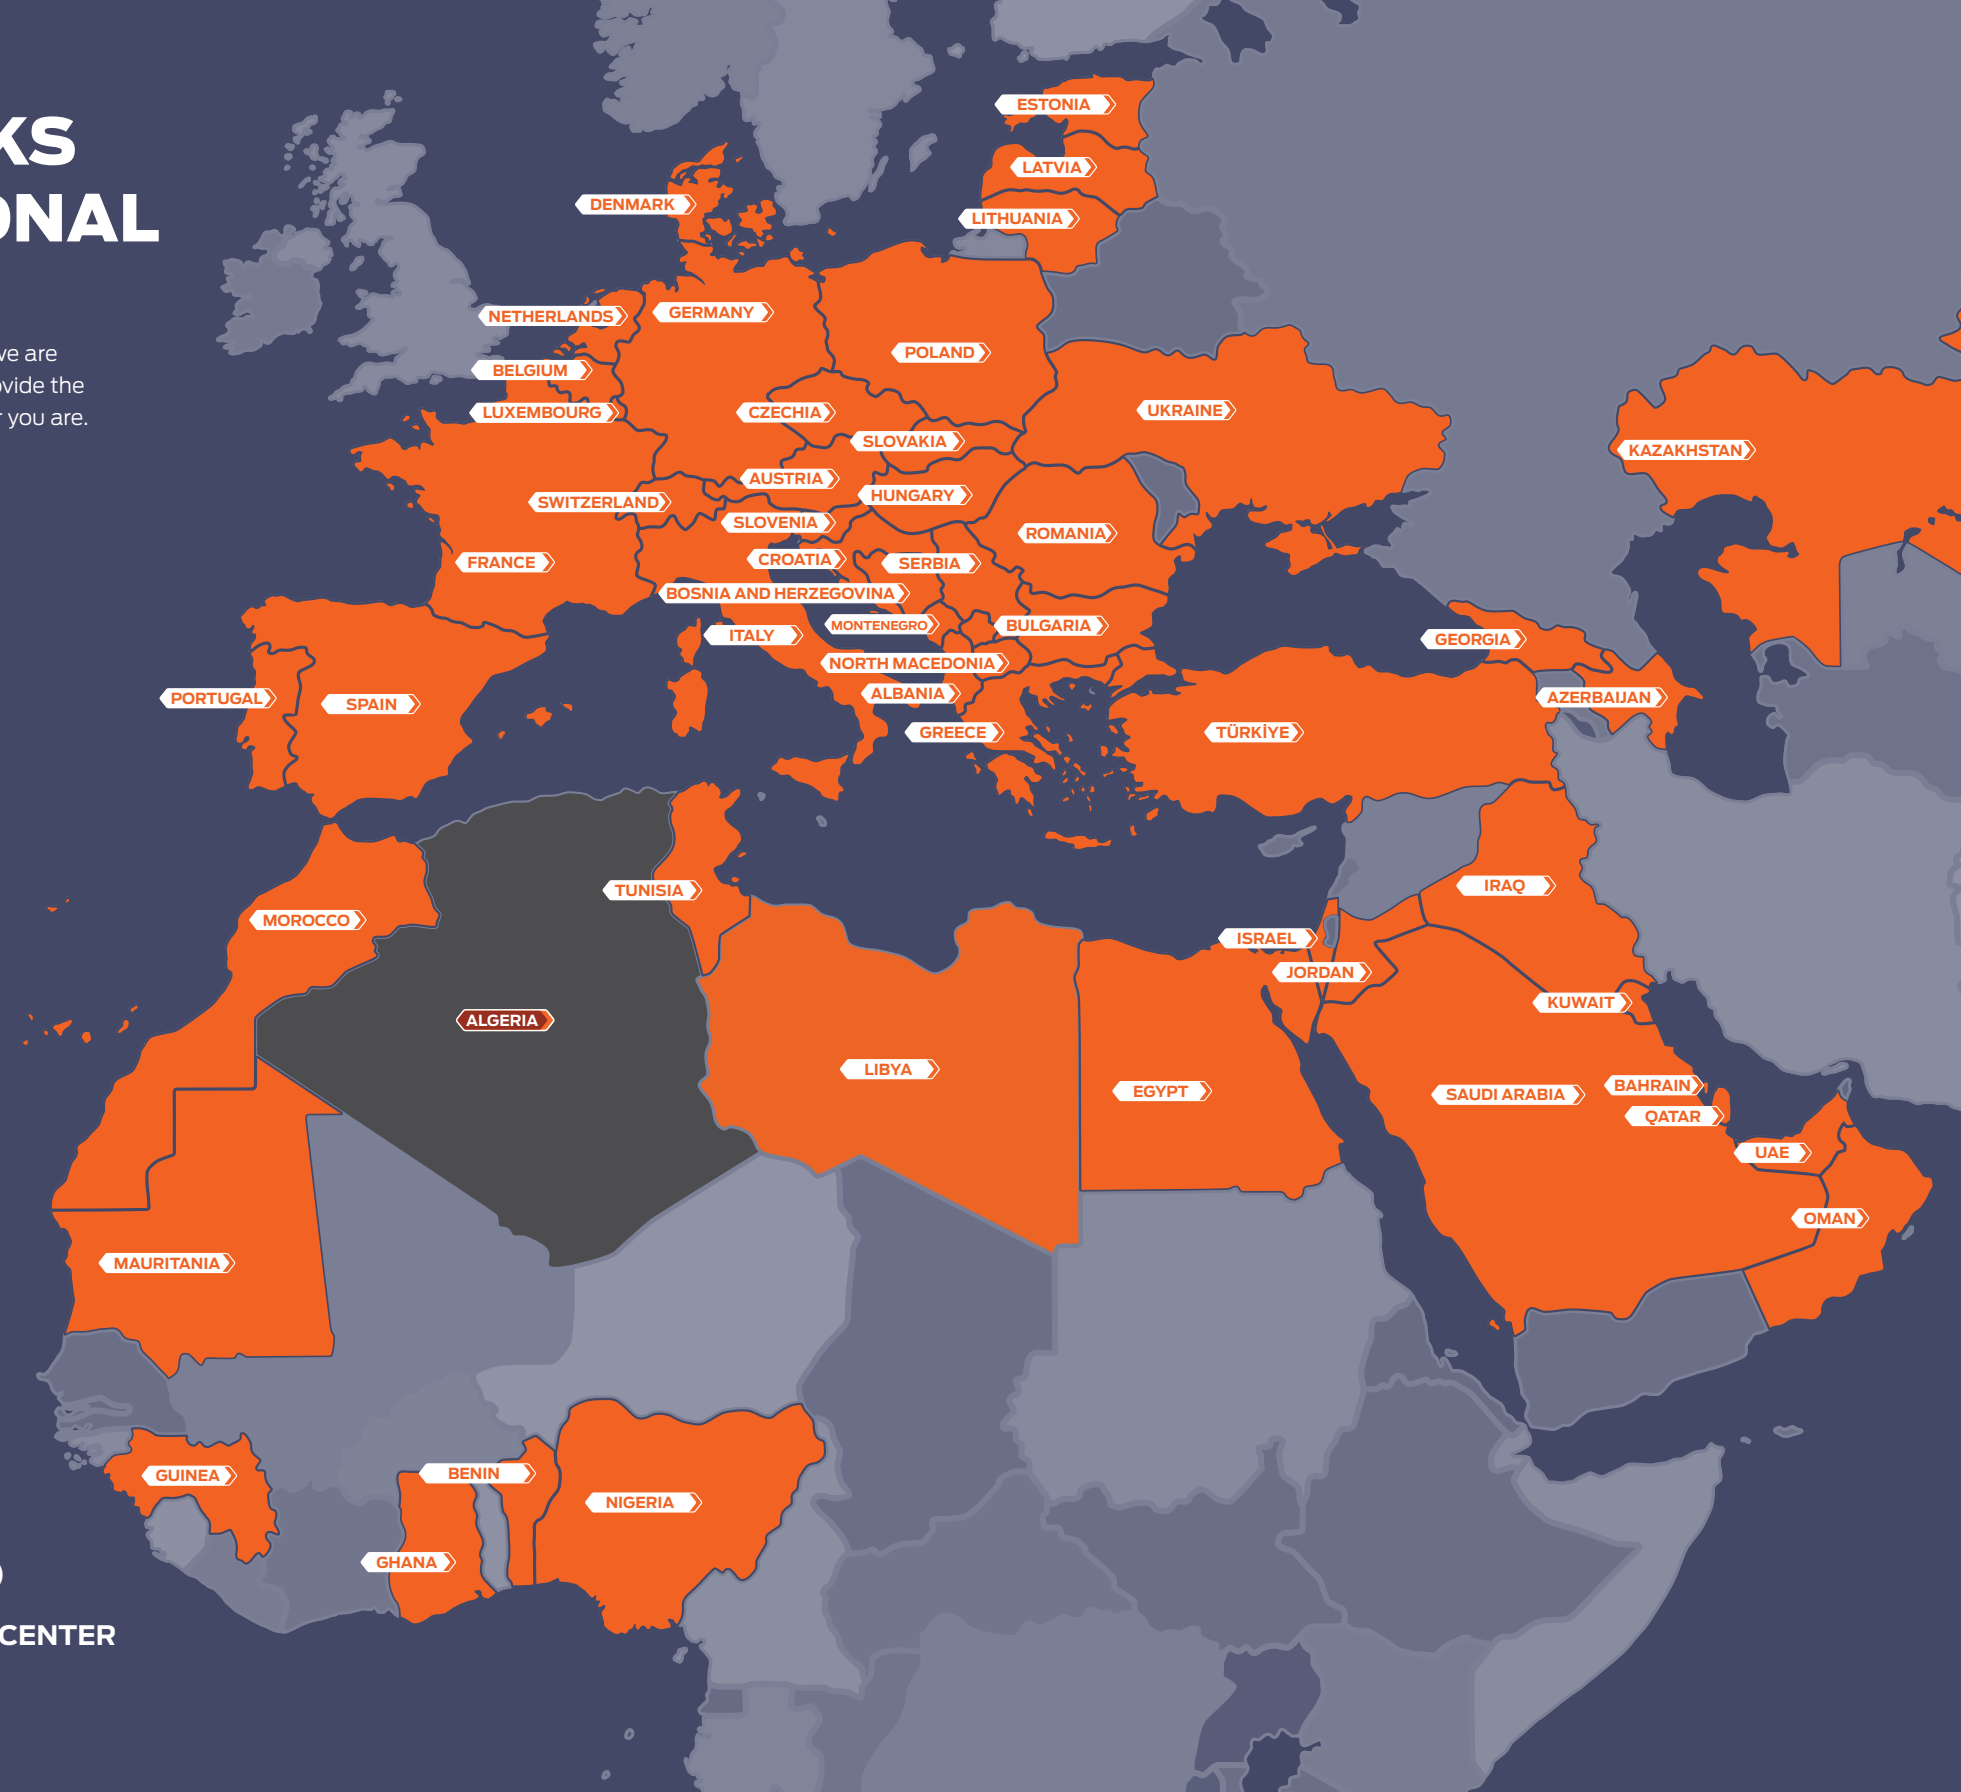 KS
ONAL
ve are
ovide the
r you are.
ESTONIA
LATVIA
DENMARK
LITHUANIA
NETHERLANDS
GERMANY
POLAND
BELGIUM
LUXEMBOURG
CZECHIA
UKRAINE
SLOVAKIA
KAZAKHSTAN
AUSTRIA
HUNGARY
SWITZERLAND
SLOVENIA
ROMANIA
FRANCE
CROATIA
SERBIA
BOSNIA AND HERZEGOVINA
MONTENEGRO
BULGARIA
ITALY
GEORGIA
NORTH MACEDONIA
PORTUGAL
SPAIN
ALBANIA
AZERBAIJAN
GREECE
TÜRKİYE
TUNISIA
IRAQ
MOROCCO
ISRAEL
JORDAN
KUWAIT
ALGERIA
LIBYA
EGYPT
SAUDI ARABIA
BAHRAIN
QATAR
UAE
OMAN
MAURITANIA
GUINEA
BENIN
NIGERIA
GHANA
CENTER